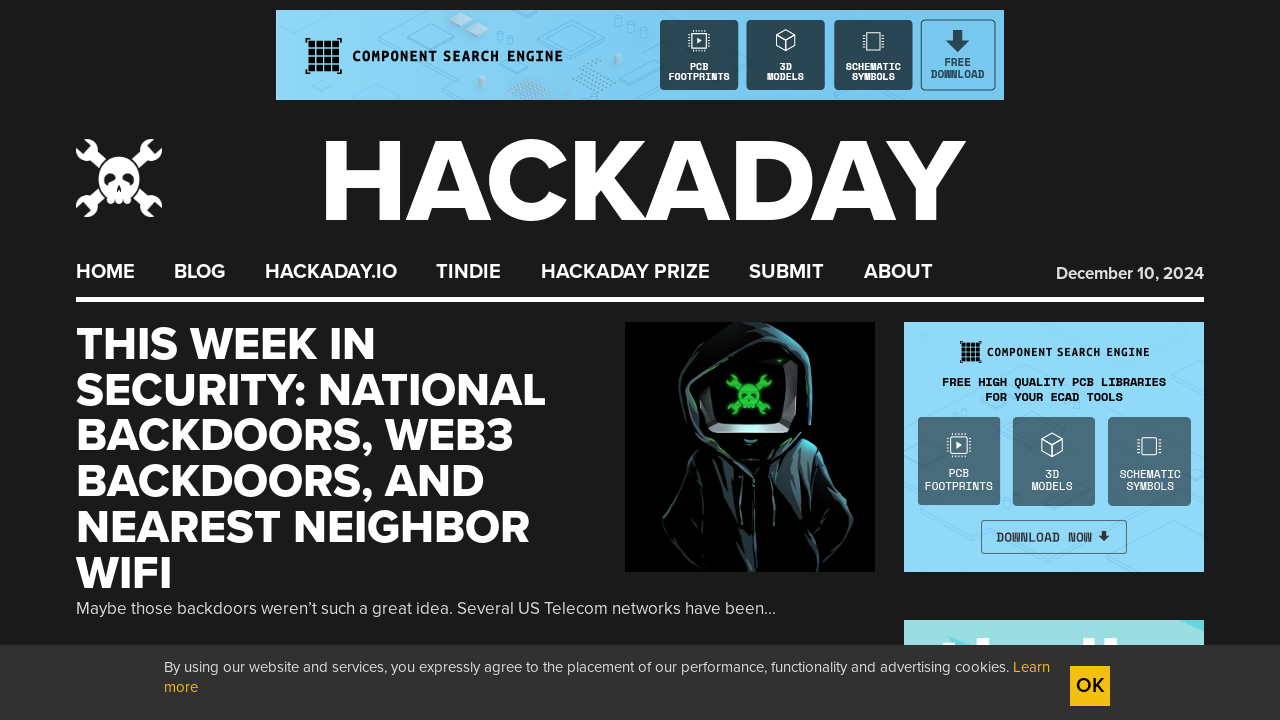 COMPONENT SEARCH ENGINE
PCB
FOOTPRINTS
3D
MODELS
SCHEMATIC
SYMBOLS
FREE
DOWNLOAD
HACKADAY
HOME BLOG HACKADAY.IO TINDIE HACKADAY PRIZE SUBMIT ABOUT December 10, 2024
THIS WEEK IN
SECURITY: NATIONAL
BACKDOORS, WEB3
BACKDOORS, AND
NEAREST NEIGHBOR
WIFI
Maybe those backdoors weren’t such a great idea. Several US Telecom networks have been...
COMPONENT SEARCH ENGINE
FREE HIGH QUALITY PCB LIBRARIES
FOR YOUR ECAD TOOLS
PCB
FOOTPRINTS
3D
MODELS
SCHEMATIC
SYMBOLS
DOWNLOAD NOW
By using our website and services, you expressly agree to the placement of our performance, functionality and advertising cookies. Learn
more
OK